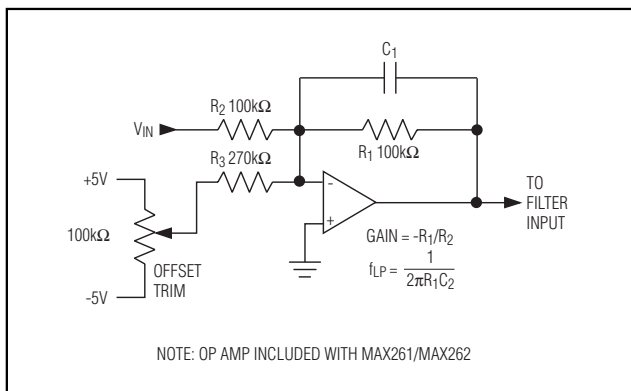 C1
R2 100kΩ
VIN
R1 100kΩ
R3 270kΩ
+5V
-
+
TO
FILTER
INPUT
100kΩ
GAIN = -R1/R2
fLP = 1
2πR1C2
OFFSET
TRIM
-5V
NOTE: OP AMP INCLUDED WITH MAX261/MAX262